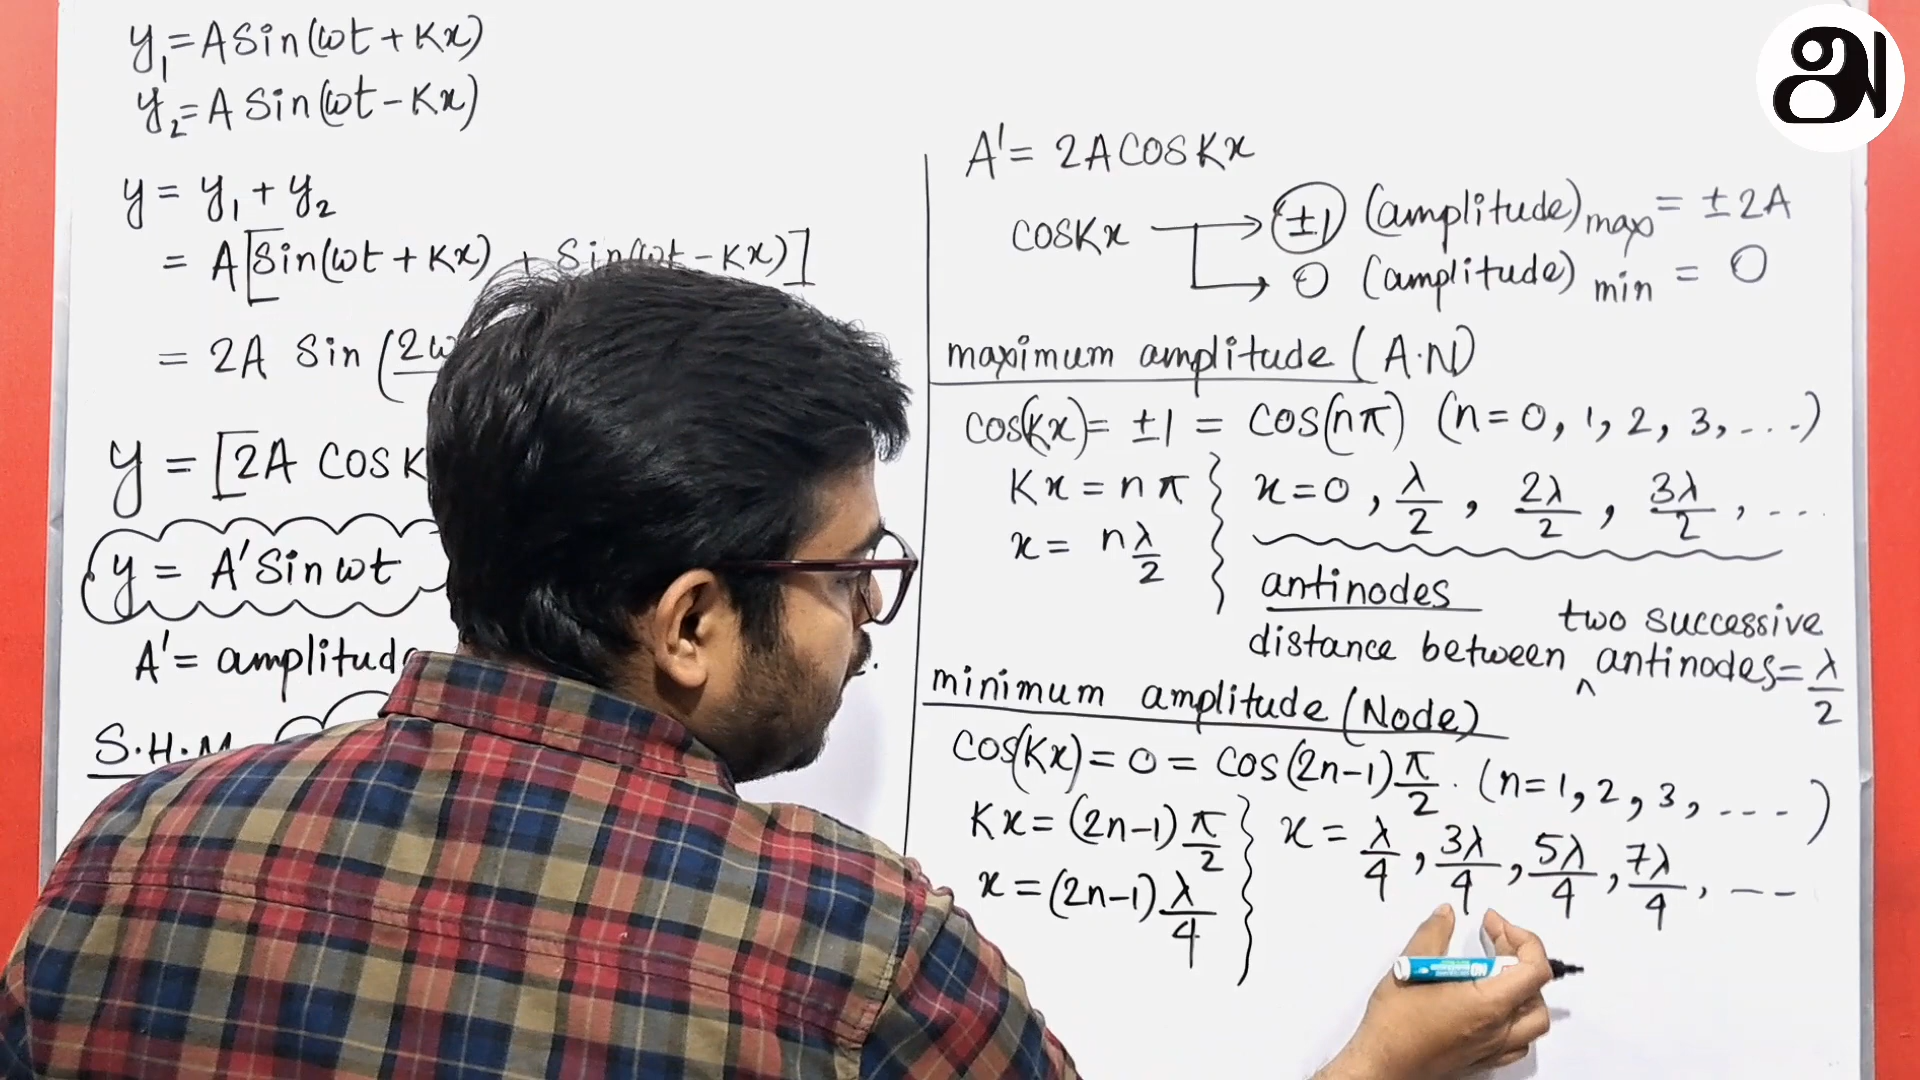 y₁ = A Sin(ωt + Kx)
y₂ = A Sin(ωt - Kx)
y = y₁ + y₂
= A[Sin(ωt + Kx) + Sin(ωt - Kx)]
= 2A Sin (2ω
y = [2A COS K
y = A' Sin ωt
A' = amplitude
S.H.M
A' = 2A COS Kx
COSKx → ±1 (amplitude) max = ±2A
→ 0 (amplitude) min = 0
maximum amplitude (A.N)
COS(Kx) = ±1 = COS(nπ) (n = 0, 1, 2, 3, ...)
Kx = nπ } x = 0, λ/2, 2λ/2, 3λ/2, ...
x = nλ/2
antinodes
distance between ^ two successive antinodes = λ/2
minimum amplitude (Node)
COS(Kx) = 0 = COS(2n-1)π/2. (n = 1, 2, 3, ---)
Kx = (2n-1)π/2 } x = λ/4, 3λ/4, 5λ/4, 7λ/4, ---
x = (2n-1)λ/4